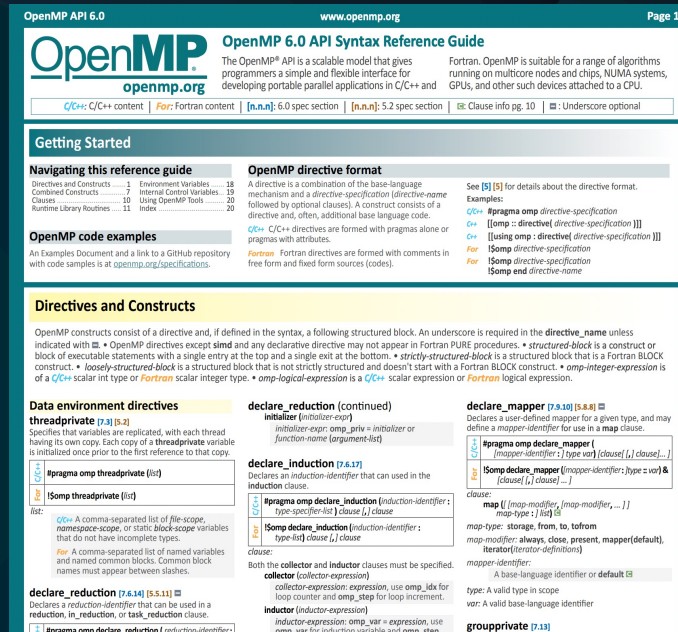 OpenMP API 6.0
www.openmp.org
Page 1
OpenMP
openmp.org
OpenMP 6.0 API Syntax Reference Guide
The OpenMP® API is a scalable model that gives
programmers a simple and flexible interface for
developing portable parallel applications in C/C++ and
Fortran. OpenMP is suitable for a range of algorithms
running on multicore nodes and chips, NUMA systems,
GPUs, and other such devices attached to a CPU.
C/C++: C/C++ content | For: Fortran content | [n.n.n]: 6.0 spec section | [n.n.n]: 5.2 spec section | C: Clause info pg. 10 | –: Underscore optional
Getting Started
Navigating this reference guide
Directives and Constructs ...... 1
Combined Constructs ............ 7
Clauses ............ 10
Runtime Library Routines ...... 11
Environment Variables ....... 18
Internal Control Variables ... 19
Using OpenMP Tools ........ 20
Index ............ 20
OpenMP code examples
An Examples Document and a link to a GitHub repository
with code samples is at openmp.org/specifications.
OpenMP directive format
A directive is a combination of the base-language
mechanism and a directive-specification (directive-name
followed by optional clauses). A construct consists of a
directive and, often, additional base language code.
C/C++ C/C++ directives are formed with pragmas alone or
pragmas with attributes.
Fortran Fortran directives are formed with comments in
free form and fixed form sources (codes).
See [5] [5] for details about the directive format.
Examples:
C/C++ #pragma omp directive-specification
C++ [[omp :: directive( directive-specification )]]
C++ [[using omp : directive( directive-specification )]]
For !$omp directive-specification
For !$omp directive-specification
!$omp end directive-name
Directives and Constructs
OpenMP constructs consist of a directive and, if defined in the syntax, a following structured block. An underscore is required in the directive_name unless
indicated with –. • OpenMP directives except simd and any declarative directive may not appear in Fortran PURE procedures. • structured-block is a construct or
block of executable statements with a single entry at the top and a single exit at the bottom. • strictly-structured-block is a structured block that is a Fortran BLOCK
construct. • loosely-structured-block is a structured block that is not strictly structured and doesn't start with a Fortran BLOCK construct. • omp-integer-expression is
of a C/C++ scalar int type or Fortran scalar integer type. • omp-logical-expression is a C/C++ scalar expression or Fortran logical expression.
Data environment directives
threadprivate [7.3] [5.2]
Specifies that variables are replicated, with each thread
having its own copy. Each copy of a threadprivate variable
is initialized once prior to the first reference to that copy.
C/C++ #pragma omp threadprivate (list)
For !$omp threadprivate (list)
list:
C/C++ A comma-separated list of file-scope,
namespace-scope, or static block-scope variables
that do not have incomplete types.
For A comma-separated list of named variables
and named common blocks. Common block
names must appear between slashes.
declare_reduction [7.6.14] [5.5.11] –
Declares a reduction-identifier that can be used in a
reduction, in_reduction, or task_reduction clause.
#pragma omp declare_reduction ( reduction-identifier :
declare_reduction (continued)
initializer (initializer-expr)
initializer-expr: omp_priv = initializer or
function-name (argument-list)
declare_induction [7.6.17]
Declares an induction-identifier that can used in the
induction clause.
C/C++ #pragma omp declare_induction (induction-identifier :
type-specifier-list ) clause [,] clause
For !$omp declare_induction (induction-identifier :
type-list) clause [,] clause
clause:
Both the collector and inductor clauses must be specified.
collector (collector-expression)
collector-expression: expression, use omp_idx for
loop counter and omp_step for loop increment.
inductor (inductor-expression)
inductor-expression: omp_var = expression, use
omp_var for induction variable and omp_step
declare_mapper [7.9.10] [5.8.8] –
Declares a user-defined mapper for a given type, and may
define a mapper-identifier for use in a map clause.
C/C++ #pragma omp declare_mapper (
[mapper-identifier : ] type var) [clause[ [,] clause]... ]
For !$omp declare_mapper ([mapper-identifier : ]type :: var) &
[clause[ [,] clause] ... ]
clause:
map ([ [map-modifier, [map-modifier, ... ] ]
map-type : ] list) C
map-type: storage, from, to, tofrom
map-modifier: always, close, present, mapper(default),
iterator(iterator-definitions)
mapper-identifier:
A base-language identifier or default C
type: A valid type in scope
var: A valid base-language identifier
groupprivate [7.13]